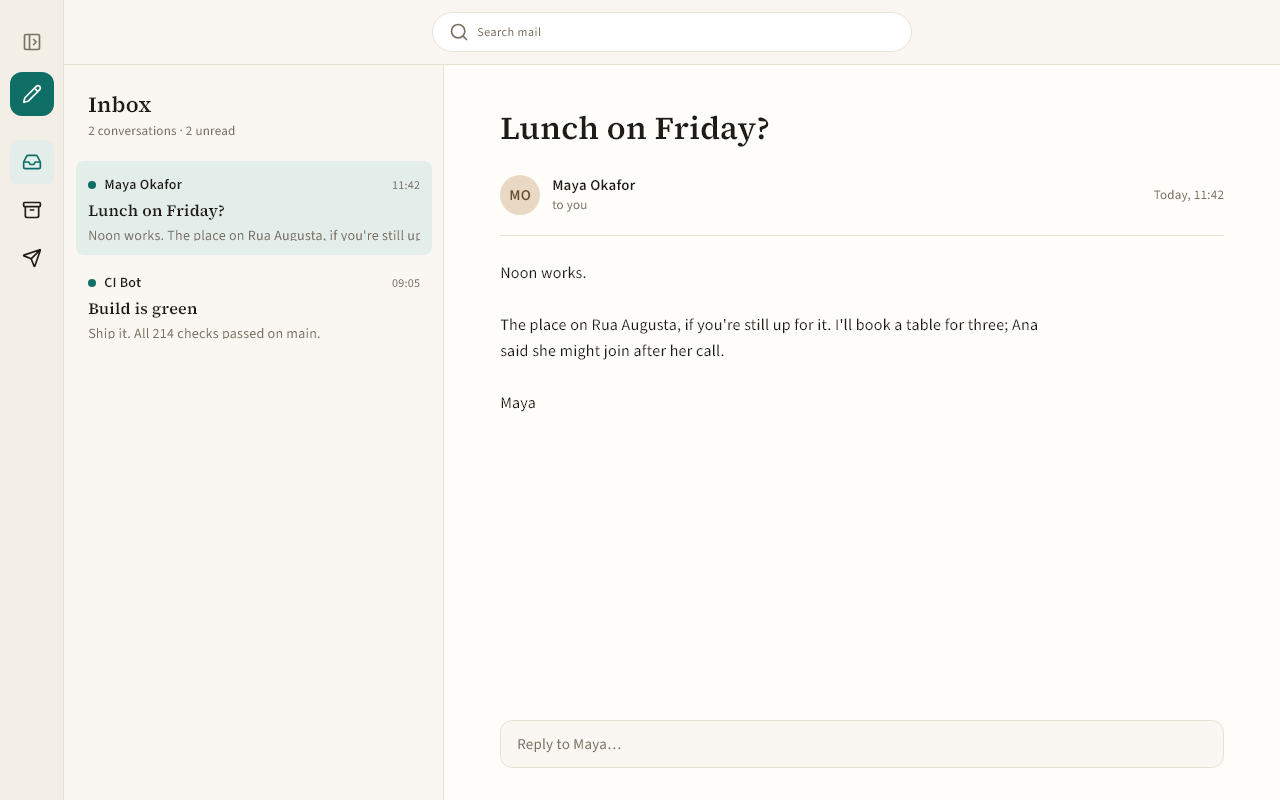 Search mail
Inbox
2 conversations · 2 unread
Maya Okafor
11:42
Lunch on Friday?
Noon works. The place on Rua Augusta, if you're still up
CI Bot
09:05
Build is green
Ship it. All 214 checks passed on main.
Lunch on Friday?
MO
Maya Okafor
to you
Today, 11:42
Noon works.
The place on Rua Augusta, if you're still up for it. I'll book a table for three; Ana
said she might join after her call.
Maya
Reply to Maya…